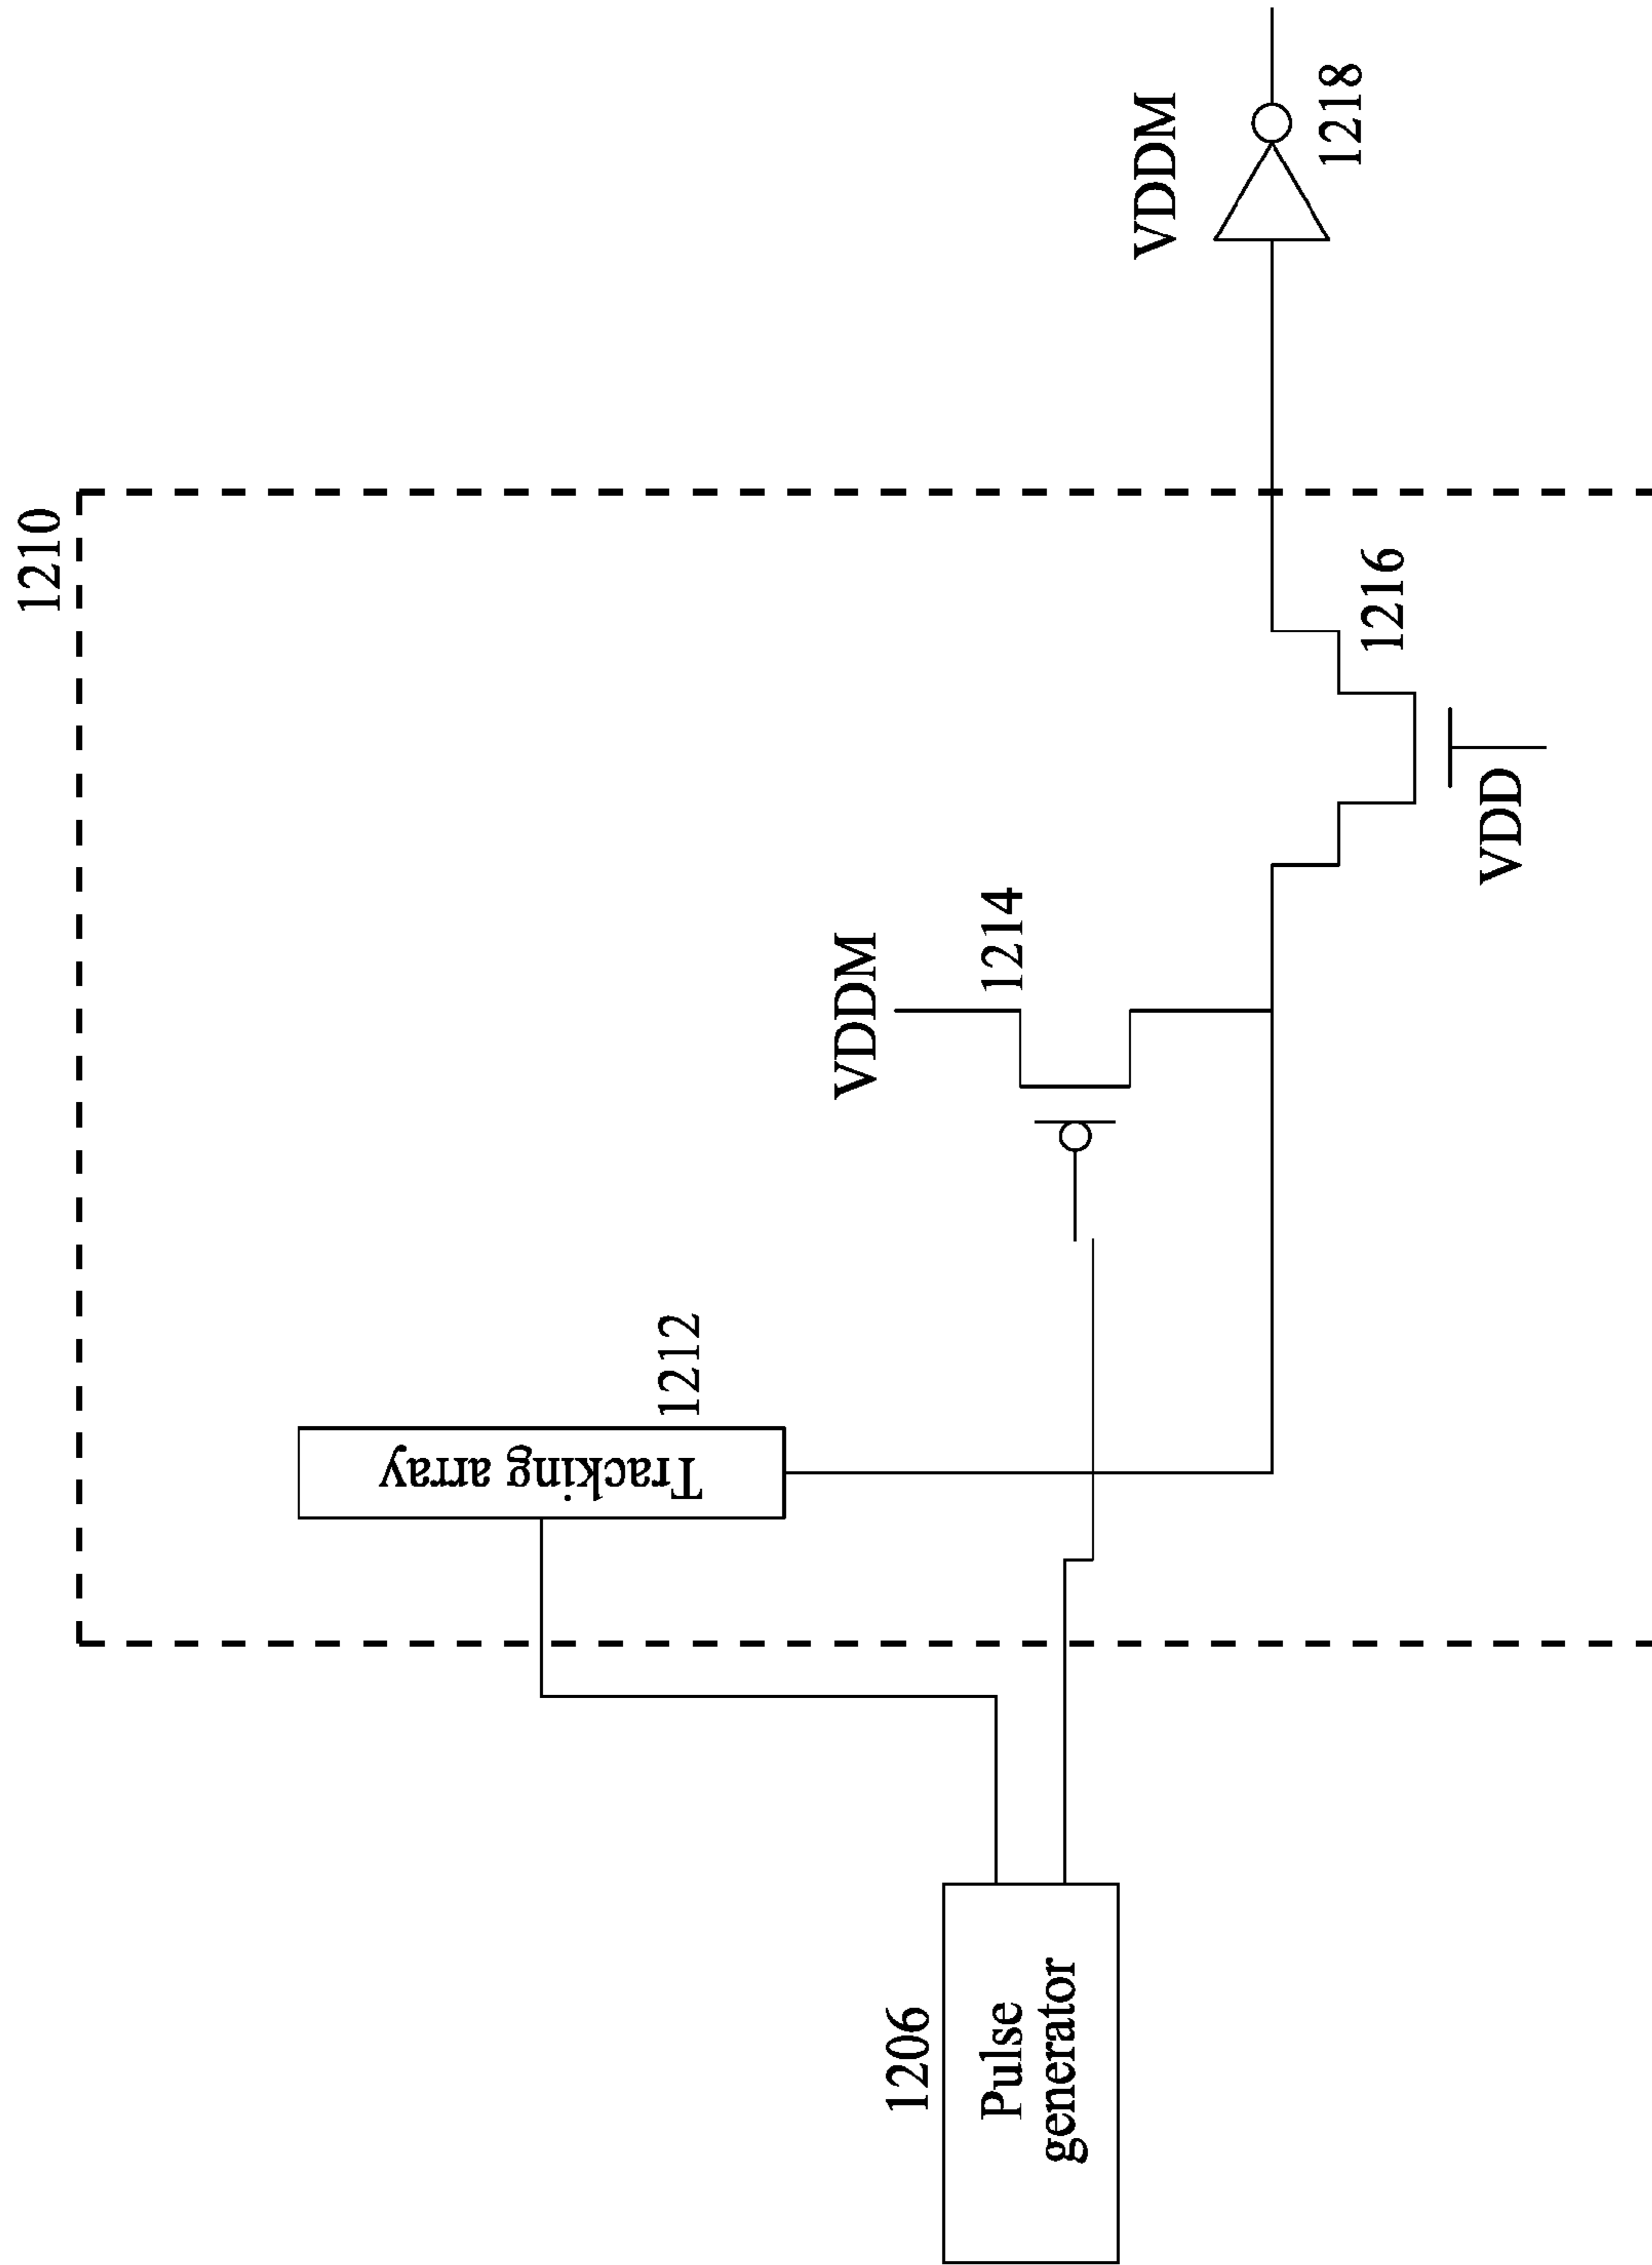 1210
VDDM
1218
1216
VDD
VDDM
1214
1212
Tracking array
1206
Pulse
generator